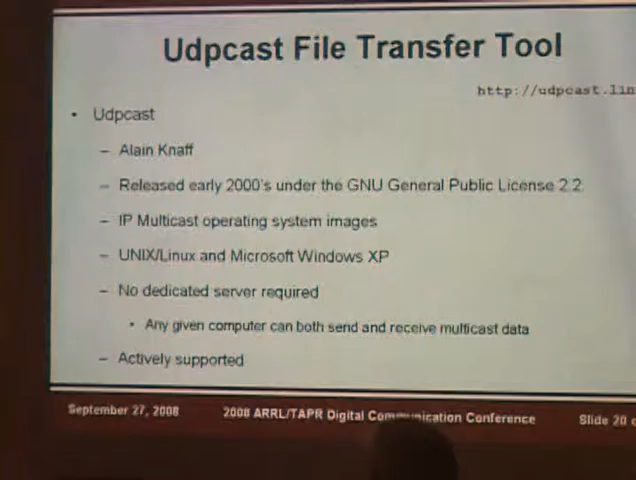 Udpcast File Transfer Tool
http://udpcast.lin
• Udpcast
– Alain Knaff
– Released early 2000's under the GNU General Public License 2.2
– IP Multicast operating system images
– UNIX/Linux and Microsoft Windows XP
– No dedicated server required
• Any given computer can both send and receive multicast data
– Actively supported
September 27, 2008 2008 ARRL/TAPR Digital Communication Conference Slide 20